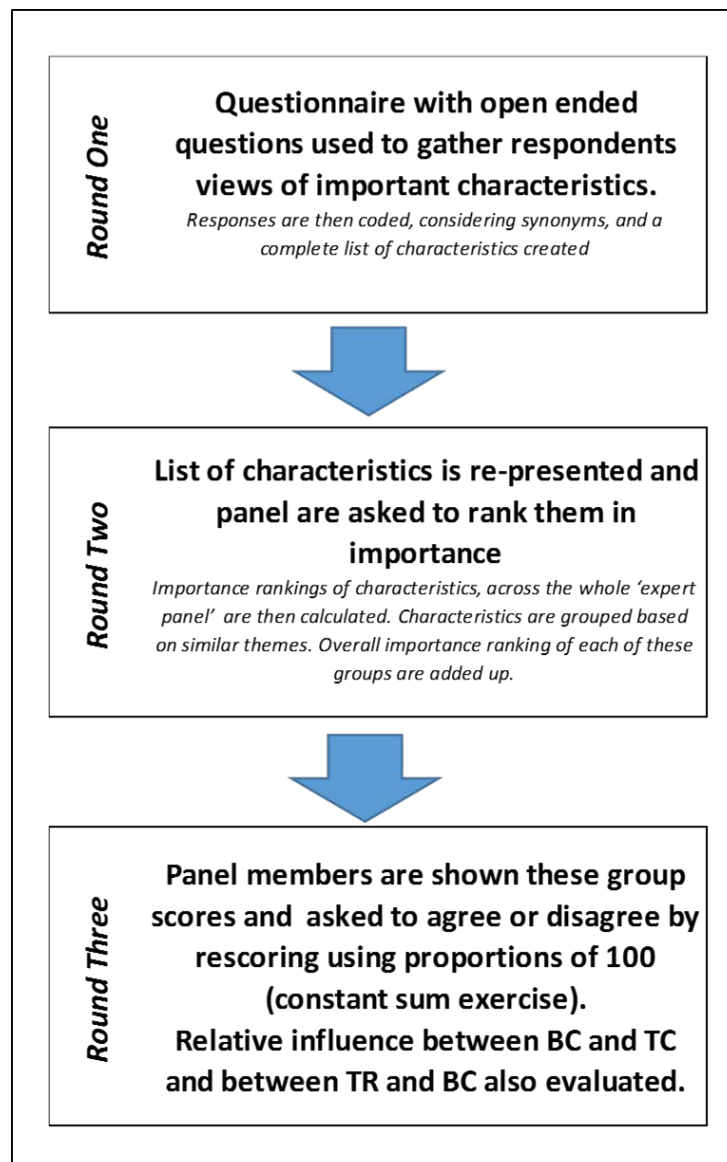 Round One
Questionnaire with open ended
questions used to gather respondents
views of important characteristics.
Responses are then coded, considering synonyms, and a
complete list of characteristics created
Round Two
List of characteristics is re-presented and
panel are asked to rank them in
importance
Importance rankings of characteristics, across the whole ‘expert
panel’ are then calculated. Characteristics are grouped based
on similar themes. Overall importance ranking of each of these
groups are added up.
Round Three
Panel members are shown these group
scores and  asked to agree or disagree by
rescoring using proportions of 100
(constant sum exercise).
Relative influence between BC and TC
and between TR and BC also evaluated.